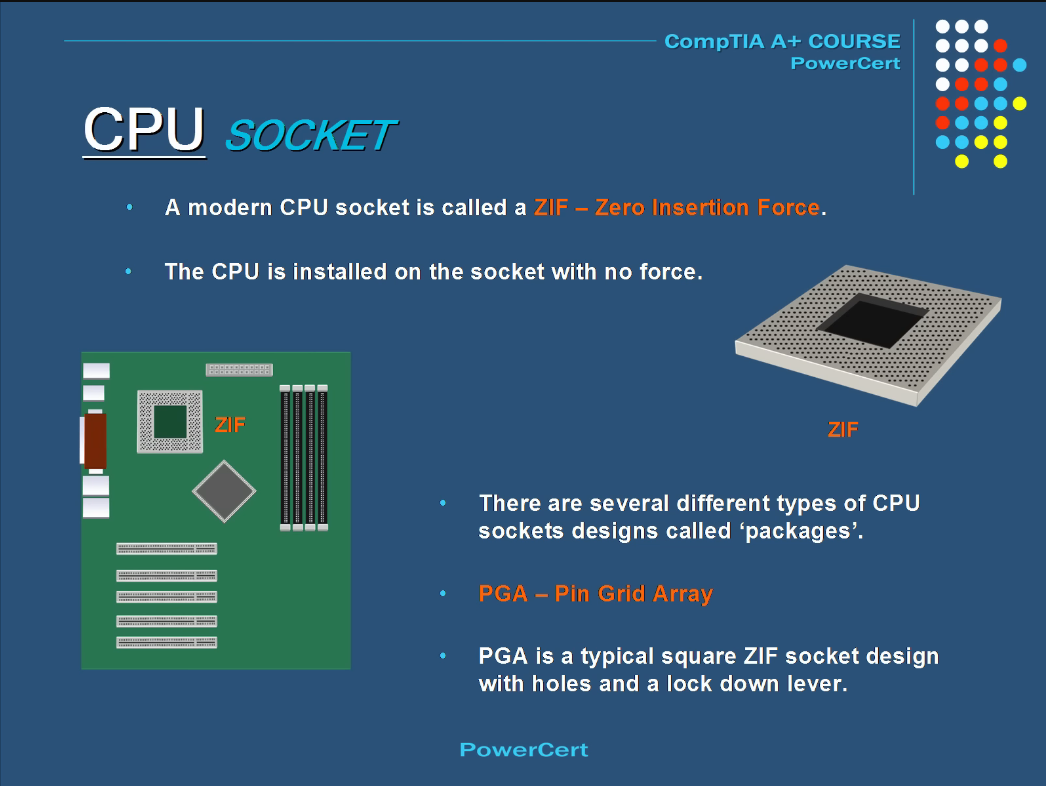 CompTIA A+ COURSE
PowerCert
CPU SOCKET
• A modern CPU socket is called a ZIF – Zero Insertion Force.
• The CPU is installed on the socket with no force.
ZIF
ZIF
• There are several different types of CPU
sockets designs called ‘packages’.
• PGA – Pin Grid Array
• PGA is a typical square ZIF socket design
with holes and a lock down lever.
PowerCert